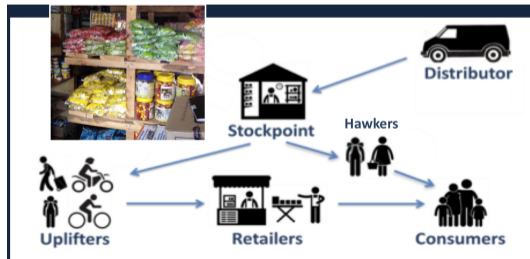 Distributor
Stockpoint
Hawkers
Uplifters
Retailers
Consumers